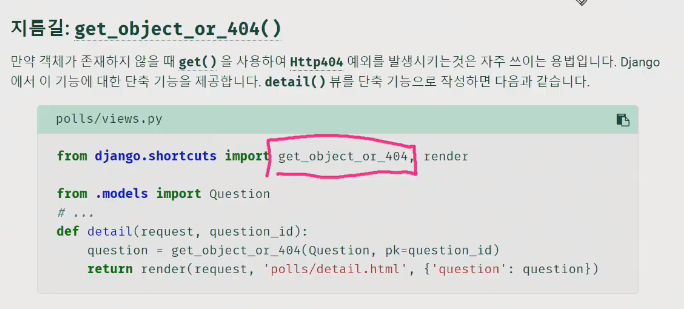 지름길: get_object_or_404()
만약 객체가 존재하지 않을 때 get() 을 사용하여 Http404 예외를 발생시키는것은 자주 쓰이는 용법입니다. Django
에서 이 기능에 대한 단축 기능을 제공합니다. detail() 뷰를 단축 기능으로 작성하면 다음과 같습니다.
polls/views.py
from django.shortcuts import get_object_or_404, render
from .models import Question
# ...
def detail(request, question_id):
    question = get_object_or_404(Question, pk=question_id)
    return render(request, 'polls/detail.html', {'question': question})